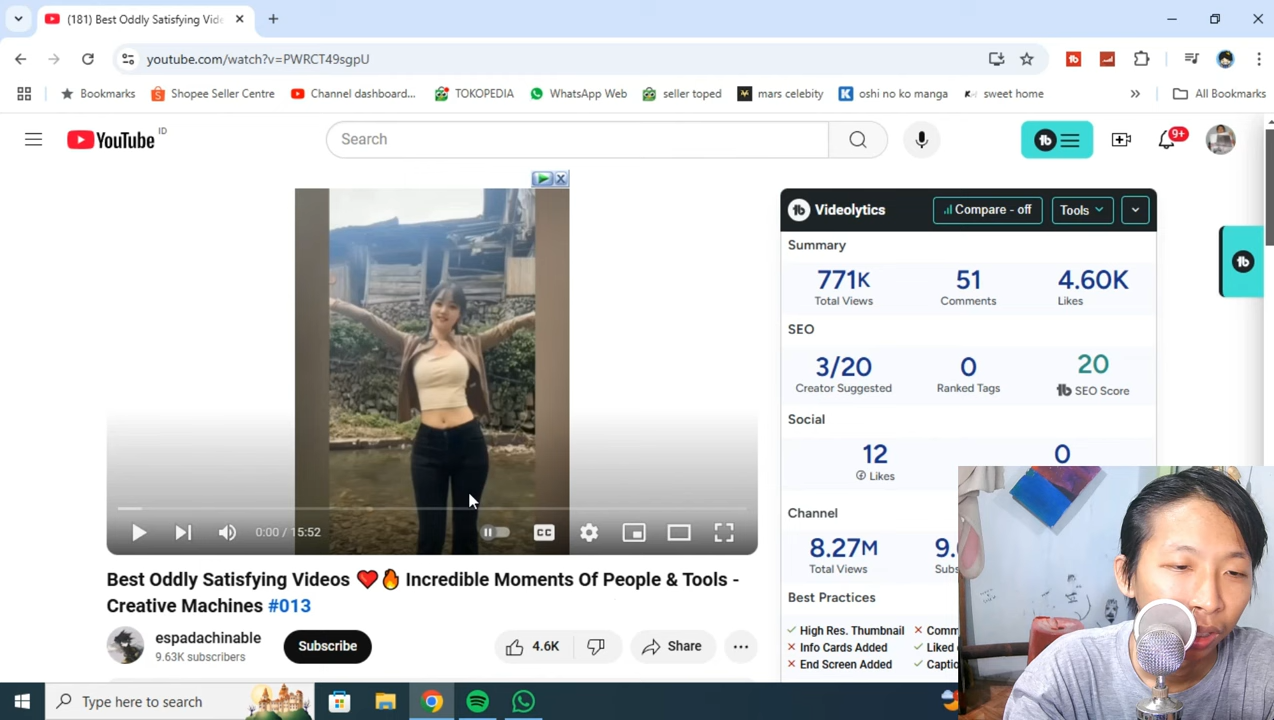 (181) Best Oddly Satisfying Vide
youtube.com/watch?v=PWRCT49sgpU
Bookmarks
Shopee Seller Centre
Channel dashboard...
TOKOPEDIA
WhatsApp Web
seller toped
mars celebity
oshi no ko manga
sweet home
All Bookmarks
YouTube ID
Search
9+
Videolytics
Compare - off
Tools
Summary
771K
51
4.60K
Total Views
Comments
Likes
SEO
3/20
0
20
Creator Suggested
Ranked Tags
SEO Score
Social
12
0
Likes
Channel
8.27M
Total Views
Best Practices
High Res. Thumbnail
Info Cards Added
End Screen Added
0:00 / 15:52
CC
Best Oddly Satisfying Videos ❤️🔥 Incredible Moments Of People & Tools -
Creative Machines #013
espadachinable
9.63K subscribers
Subscribe
4.6K
Share
Type here to search